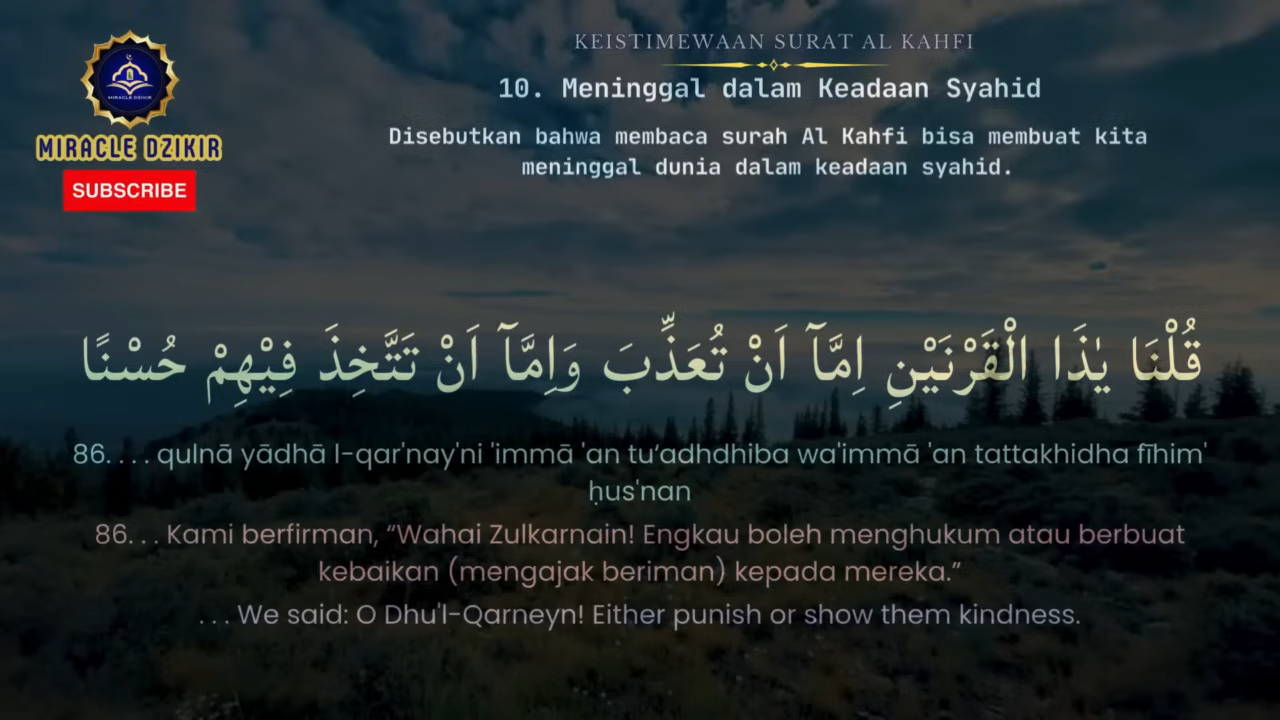 KEISTIMEWAAN SURAT AL KAHFI
10. Meninggal dalam Keadaan Syahid
Disebutkan bahwa membaca surah Al Kahfi bisa membuat kita
meninggal dunia dalam keadaan syahid.
MIRACLE DZIKIR
MIRACLE DZIKIR
SUBSCRIBE
قُلْنَا يٰذَا الْقَرْنَيْنِ اِمَّآ اَنْ تُعَذِّبَ وَاِمَّآ اَنْ تَتَّخِذَ فِيْهِمْ حُسْنًا
86. . . . qulnā yādhā l-qar'nay'ni 'immā 'an tu‘adhdhiba wa'immā 'an tattakhidha fīhim'
ḥus'nan
86. . . Kami berfirman, “Wahai Zulkarnain! Engkau boleh menghukum atau berbuat
kebaikan (mengajak beriman) kepada mereka.”
. . . We said: O Dhu'l-Qarneyn! Either punish or show them kindness.